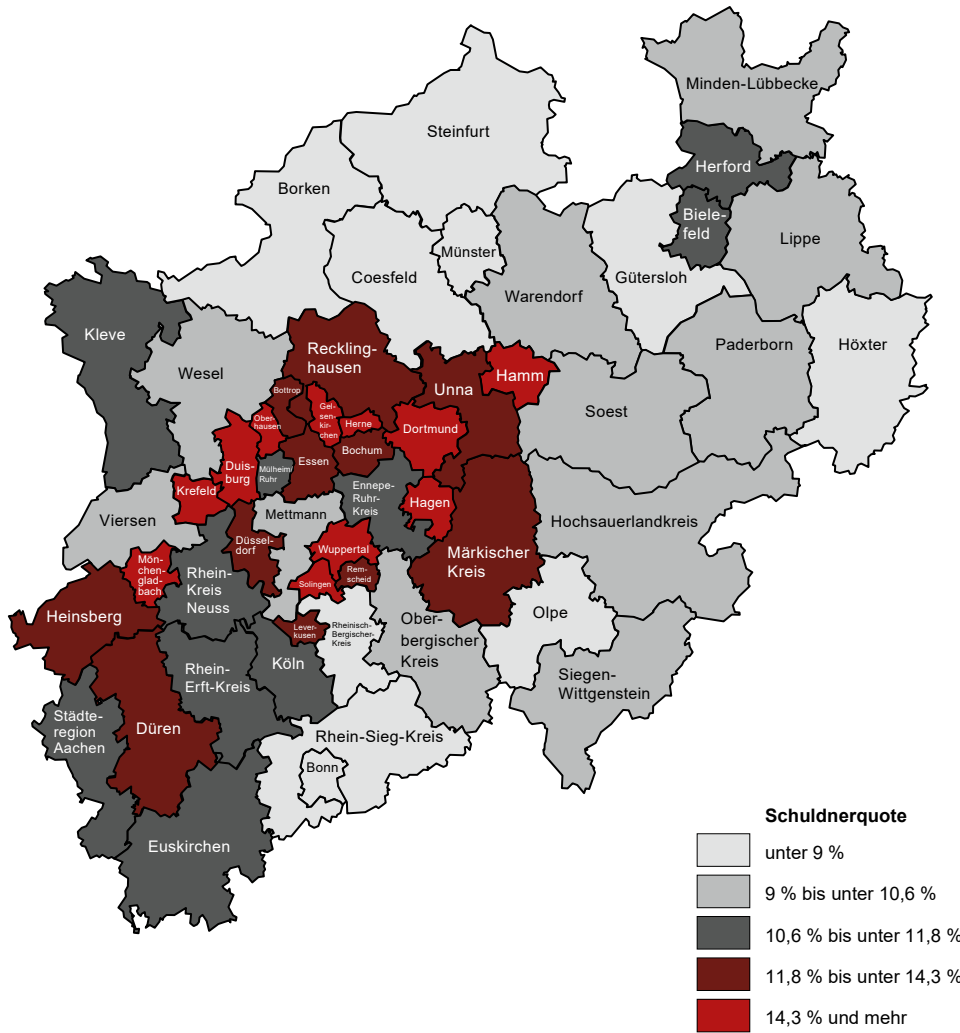 Minden-Lübbecke
Steinfurt
Herford
Borken
Biele-
feld
Lippe
Münster
Coesfeld
Gütersloh
Warendorf
Kleve
Paderborn
Höxter
Reckling-
hausen
Wesel
Unna
Hamm
Bottrop
Soest
Gel-
sen-
kir-
chen
Ober-
hausen
Herne
Dortmund
Bochum
Essen
Duis-
burg
Mülheim/
Ruhr
Ennepe-
Ruhr-
Kreis
Krefeld
Hagen
Mettmann
Viersen
Hochsauerlandkreis
Düssel-
dorf
Wuppertal
Märkischer
Kreis
Mön-
chen-
glad-
bach
Rem-
scheid
Rhein-
Kreis
Neuss
Solingen
Heinsberg
Olpe
Ober-
bergischer
Kreis
Lever-
kusen
Rheinisch-
Bergischer-
Kreis
Köln
Rhein-
Erft-Kreis
Siegen-
Wittgenstein
Städte-
region
Aachen
Düren
Rhein-Sieg-Kreis
Bonn
Euskirchen
Schuldnerquote
unter 9 %
9 % bis unter 10,6 %
10,6 % bis unter 11,8 %
11,8 % bis unter 14,3 %
14,3 % und mehr